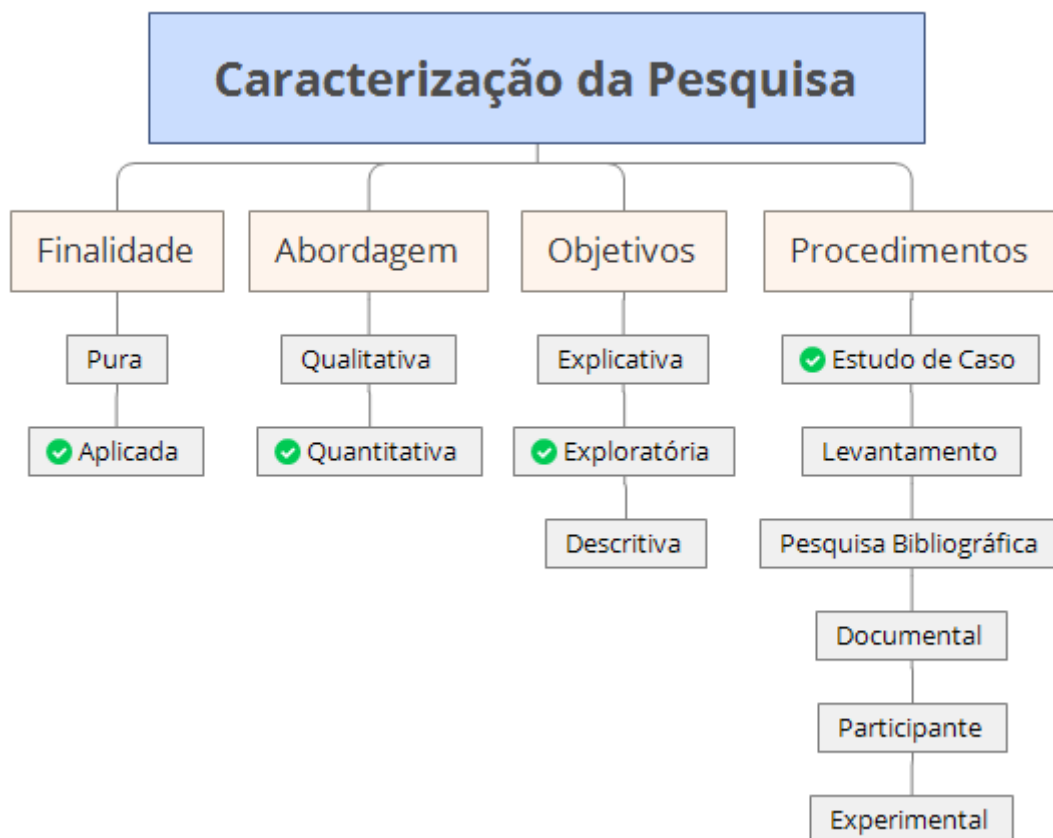 Caracterização da Pesquisa
Finalidade
Pura
Aplicada
Abordagem
Qualitativa
Quantitativa
Objetivos
Explicativa
Exploratória
Descritiva
Procedimentos
Estudo de Caso
Levantamento
Pesquisa Bibliográfica
Documental
Participante
Experimental